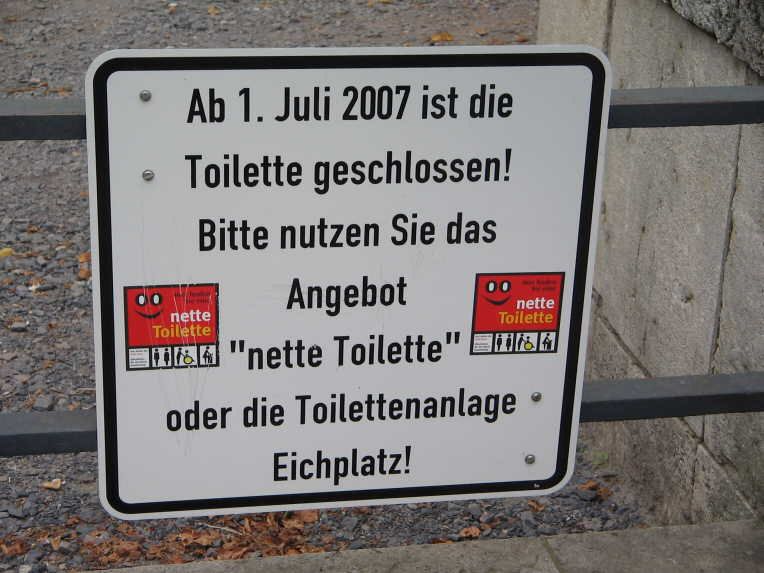 Ab 1. Juli 2007 ist die
Toilette geschlossen!
Bitte nutzen Sie das
Angebot
"nette Toilette"
oder die Toilettenanlage
Eichplatz!
nette
Toilette
nette
Toilette